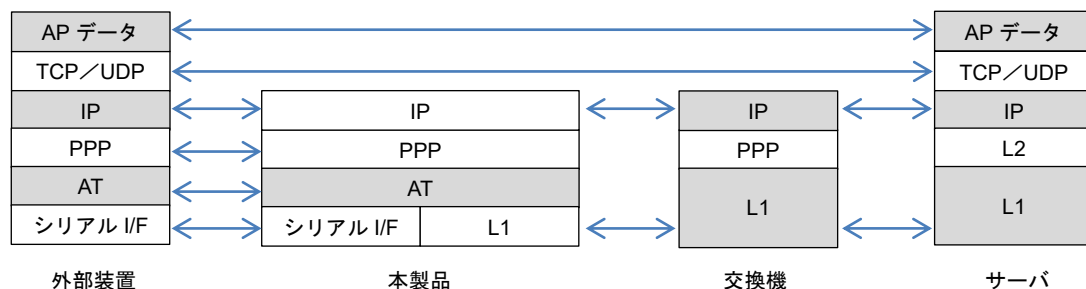 AP データ
AP データ
TCP／UDP
TCP／UDP
IP
IP
IP
IP
PPP
PPP
PPP
L2
AT
AT
L1
L1
シリアル I/F
シリアル I/F
L1
外部装置
本製品
交換機
サーバ